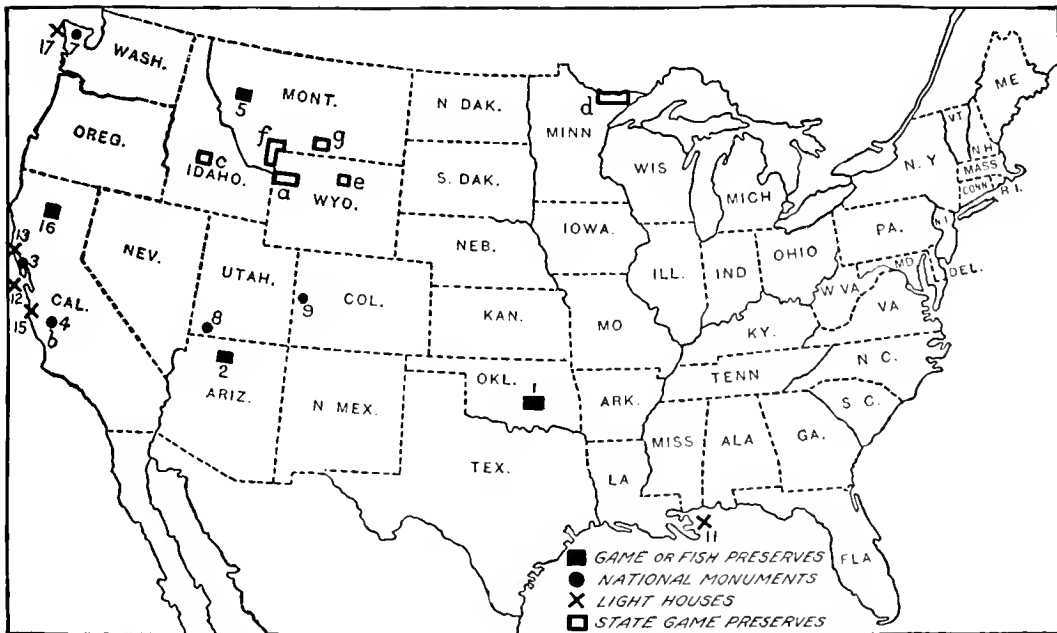 17
7
WASH.
MONT.
5
N DAK.
MINN
d
ME
OREG.
f
g
WIS
VT.
N.H
N.Y
MASS
CONN
R.I.
c
IDAHO.
a
e
WYO.
S. DAK.
MICH
16
NEV.
NEB.
IOWA.
PA.
N.J.
13
3
UTAH.
ILL.
IND
OHIO
MD
DEL.
12
CAL.
9
COL.
W VA
VA
15
4
6
8
KAN.
MO
KY.
2
ARIZ.
N MEX.
OKL.
1
ARK.
TENN
N C.
S C.
TEX.
LA
MISS
ALA
GA.
11
FLA
GAME OR FISH PRESERVES
NATIONAL MONUMENTS
LIGHT HOUSES
STATE GAME PRESERVES